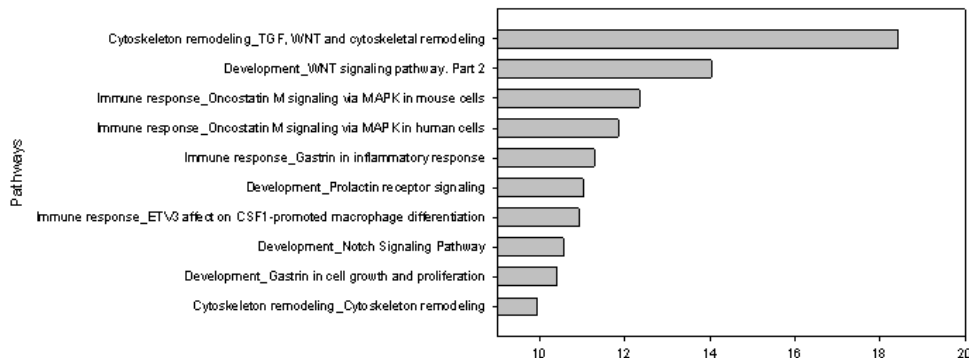 Cytoskeleton remodeling_TGF, WNT and cytoskeletal remodeling
Development_WNT signaling pathway. Part 2
Immune response_Oncostatin M signaling via MAPK in mouse cells
Immune response_Oncostatin M signaling via MAPK in human cells
Immune response_Gastrin in inflammatory response
Development_Prolactin receptor signaling
Immune response_ETV3 affect on CSF1-promoted macrophage differentiation
Development_Notch Signaling Pathway
Development_Gastrin in cell growth and proliferation
Cytoskeleton remodeling_Cytoskeleton remodeling
Pathways
10 12 14 16 18 20